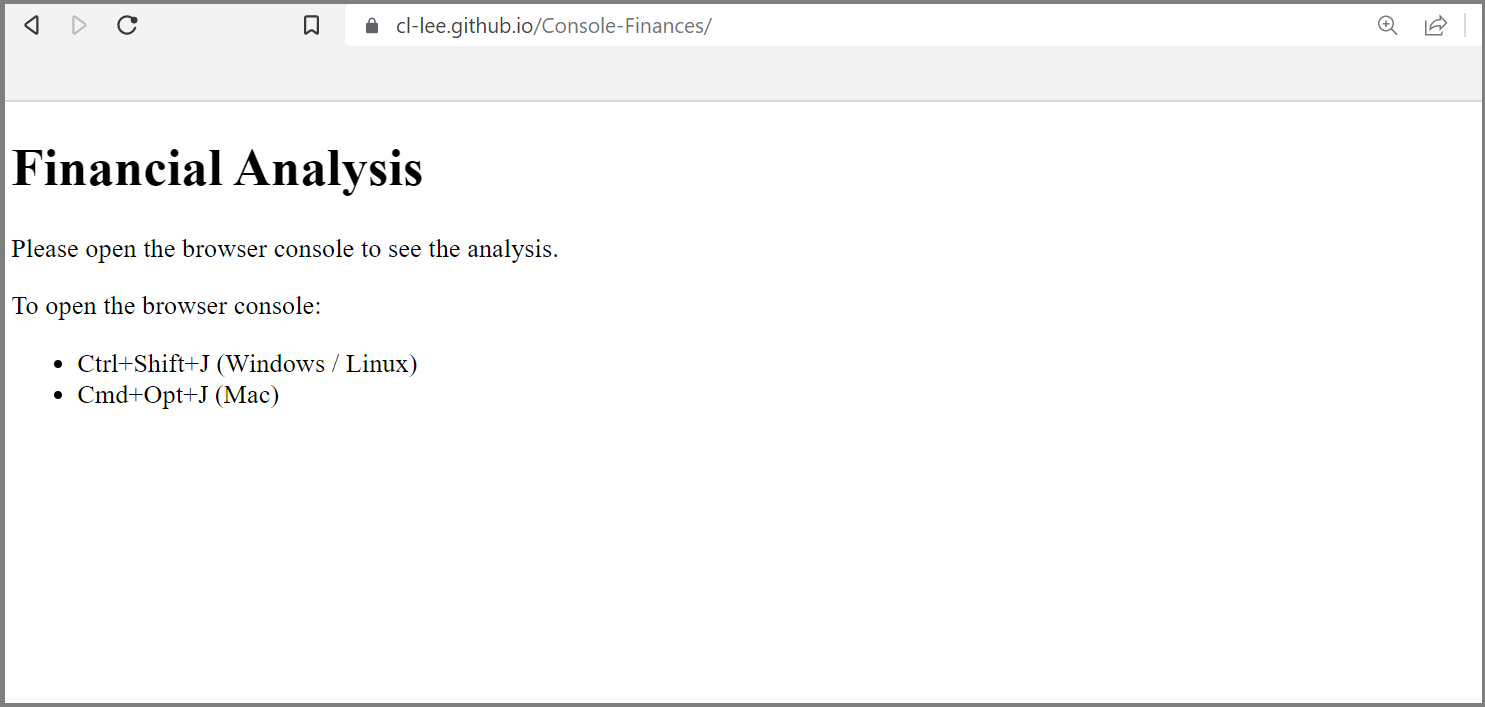 cl-lee.github.io/Console-Finances/
Financial Analysis
Please open the browser console to see the analysis.
To open the browser console:
• Ctrl+Shift+J (Windows / Linux)
• Cmd+Opt+J (Mac)